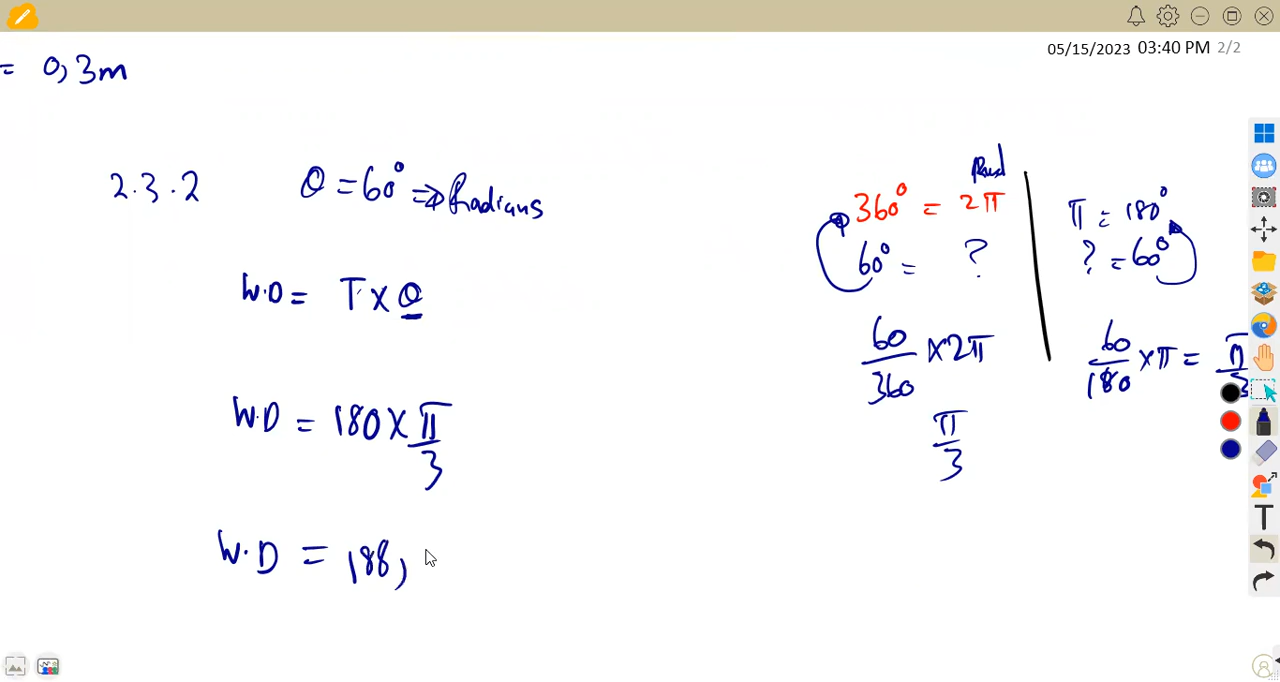 05/15/2023 03:40 PM 2/2
= 0,3m
2.3.2 θ = 60° => Radians
W.D = T × θ
W.D = 180 × π/3
W.D = 188,
Rad
360° = 2π
60° = ?
60/360 × 2π
π/3
π = 180°
? = 60°
60/180 × π = π/3
T